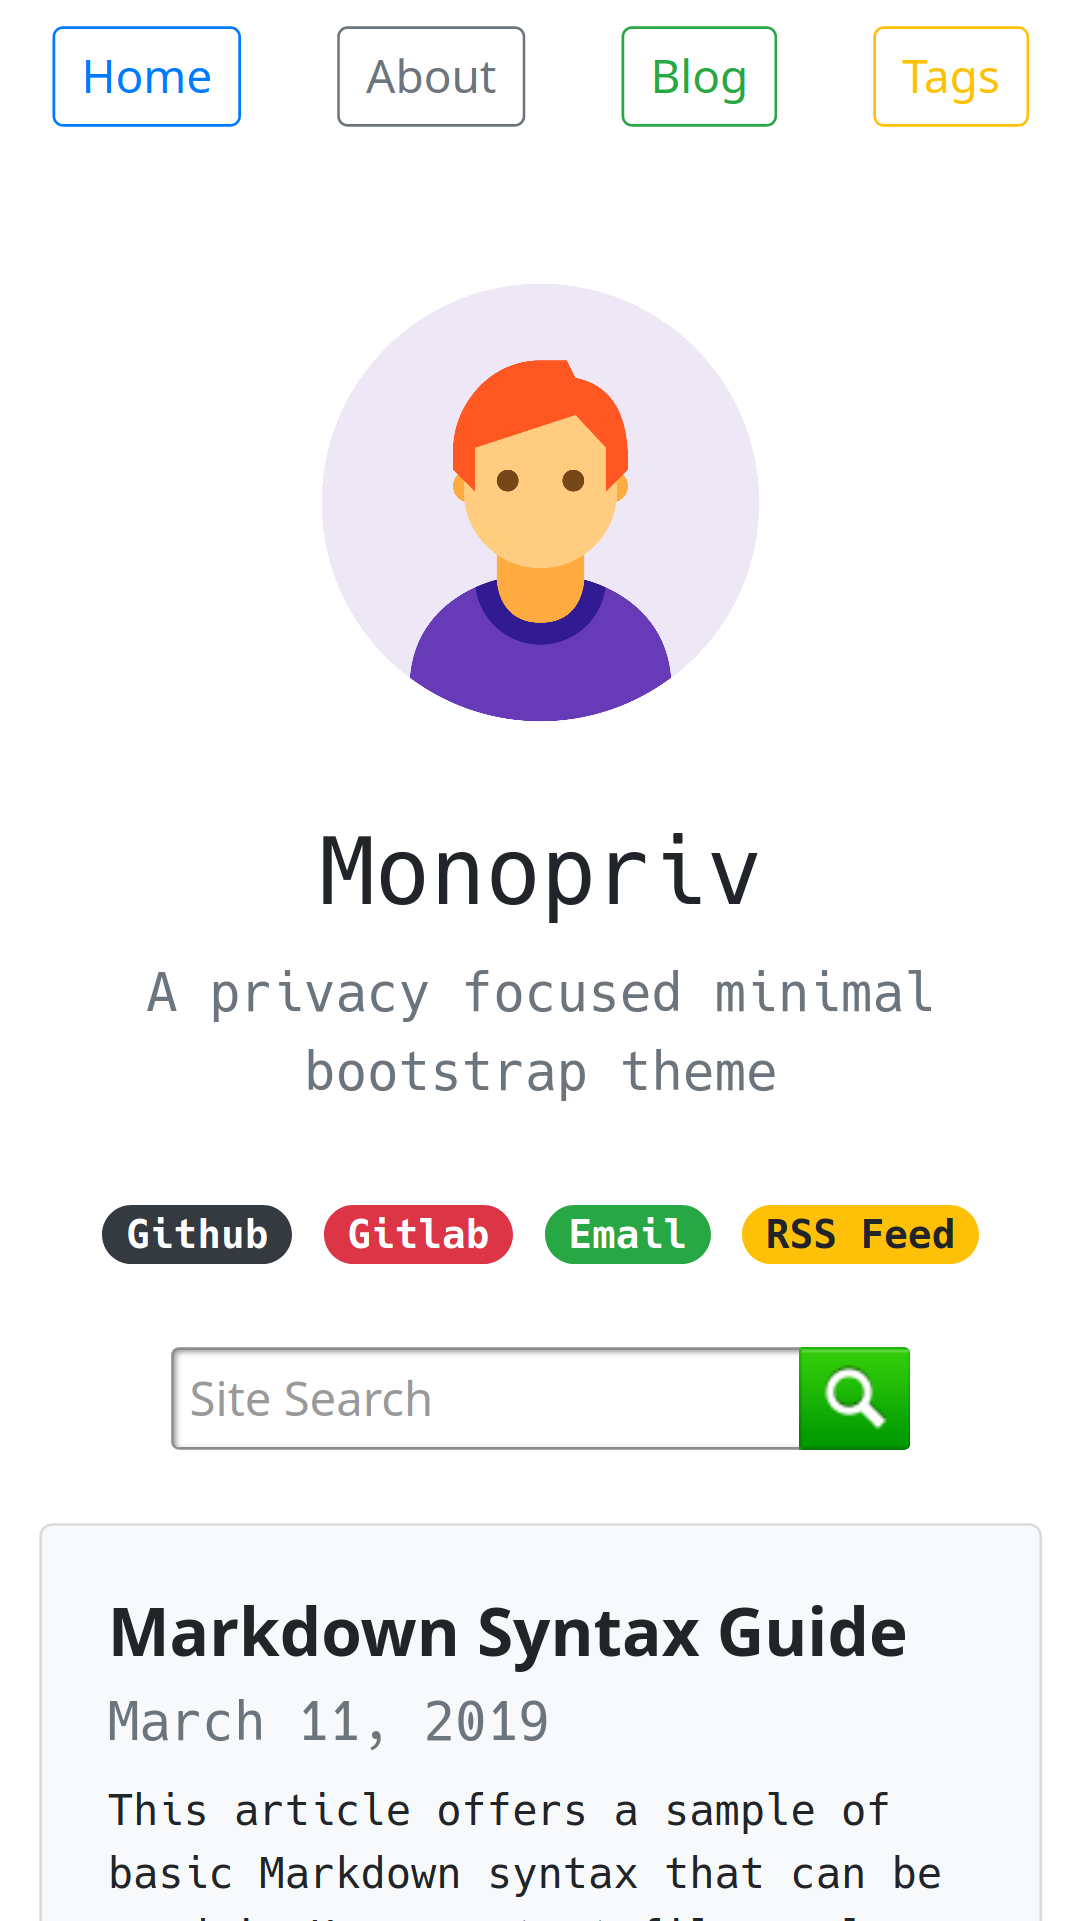 Home About Blog Tags
Monopriv
A privacy focused minimal
bootstrap theme
Github Gitlab Email RSS Feed
Site Search
Markdown Syntax Guide
March 11, 2019
This article offers a sample of
basic Markdown syntax that can be